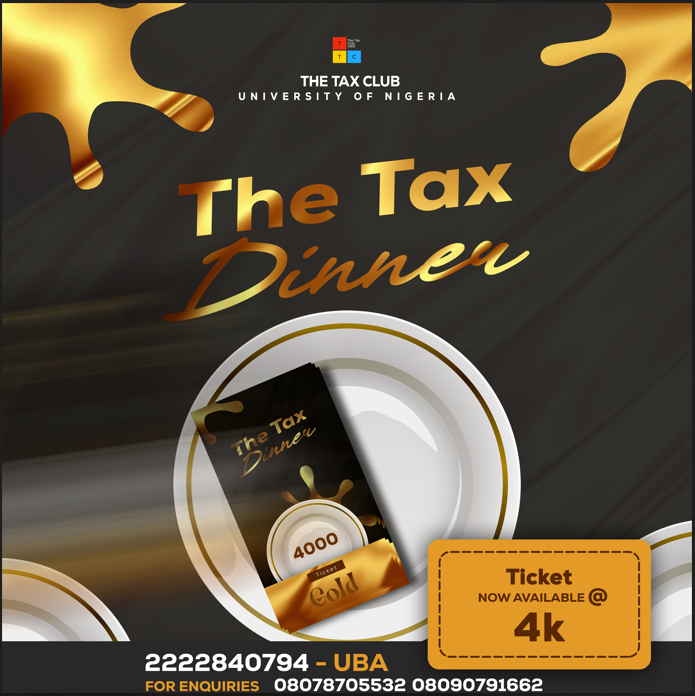 T
T C
THE TAX CLUB
UNIVERSITY OF NIGERIA
The Tax
Dinner
The Tax
Dinner
4000
Ticket
Gold
Ticket
NOW AVAILABLE @
4k
2222840794 - UBA
FOR ENQUIRIES 08078705532 08090791662